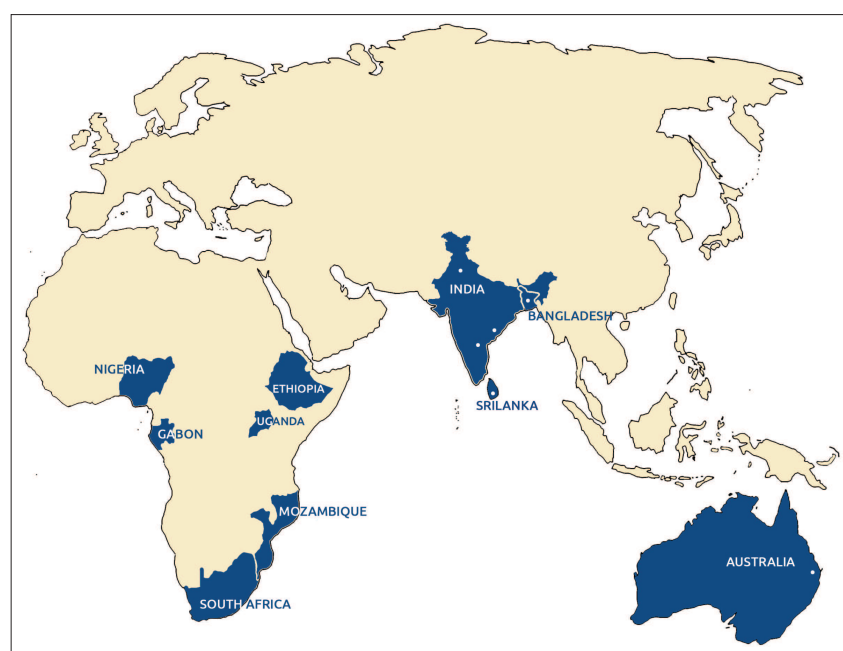 INDIA
BANGLADESH
NIGERIA
ETHIOPIA
SRILANKA
UGANDA
GABON
MOZAMBIQUE
AUSTRALIA
SOUTH AFRICA